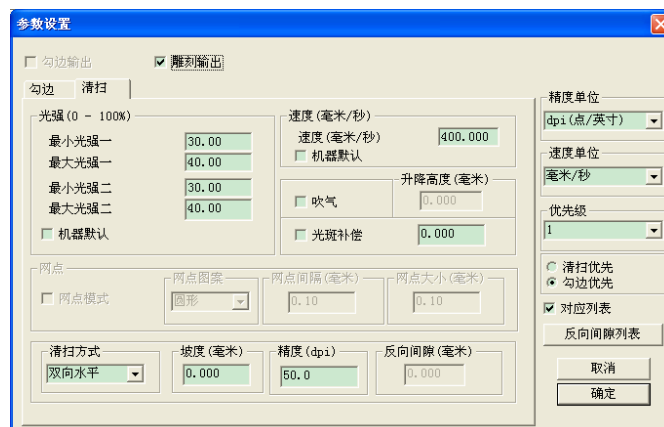 参数设置
勾边输出 雕刻输出
勾边 清扫
光强(0 - 100%)
最小光强一 30.00
最大光强一 40.00
最小光强二 30.00
最大光强二 40.00
机器默认
速度(毫米/秒)
速度(毫米/秒) 400.000
机器默认
升降高度(毫米)
吹气 0.000
光斑补偿 0.000
网点
网点模式
网点图案
圆形
网点间隔(毫米)
0.10
网点大小(毫米)
0.10
清扫方式
双向水平
坡度(毫米)
0.000
精度(dpi)
50.0
反向间隙(毫米)
0.000
精度单位
dpi(点/英寸)
速度单位
毫米/秒
优先级
1
清扫优先
勾边优先
对应列表
反向间隙列表
取消
确定